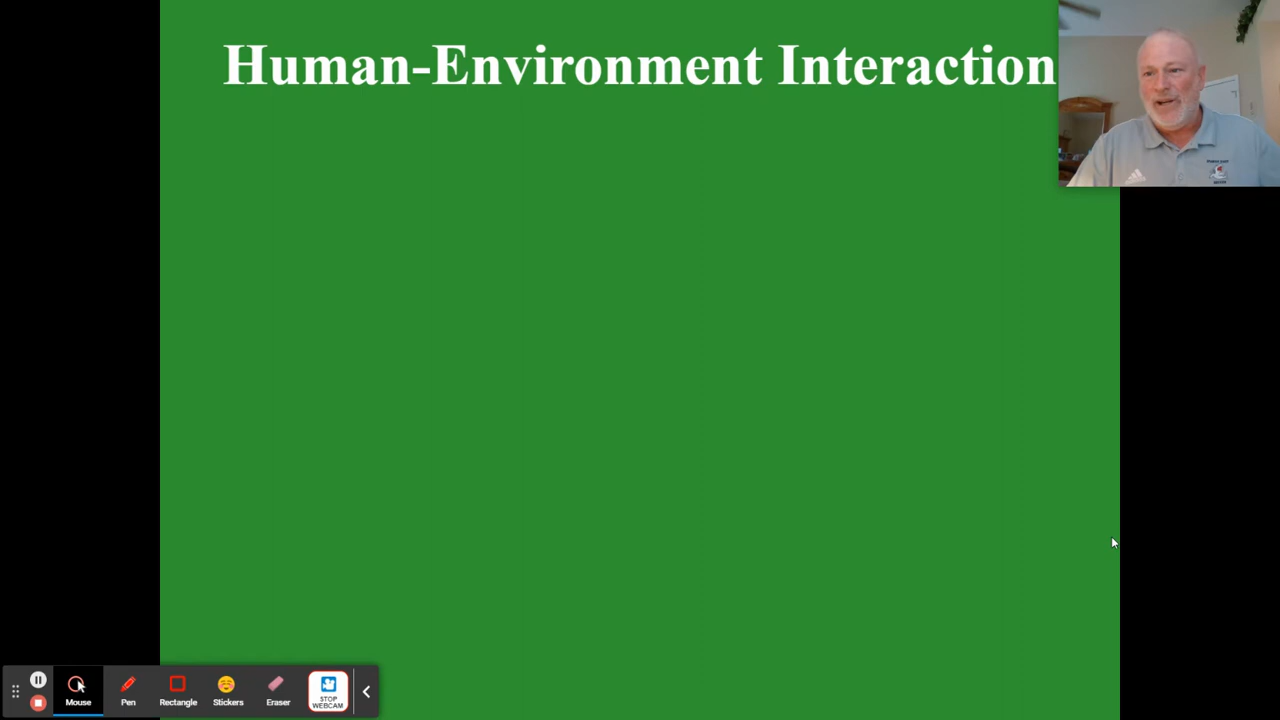 Human-Environment Interaction
Mouse
Pen
Rectangle
Stickers
Eraser
STOP
WEBCAM